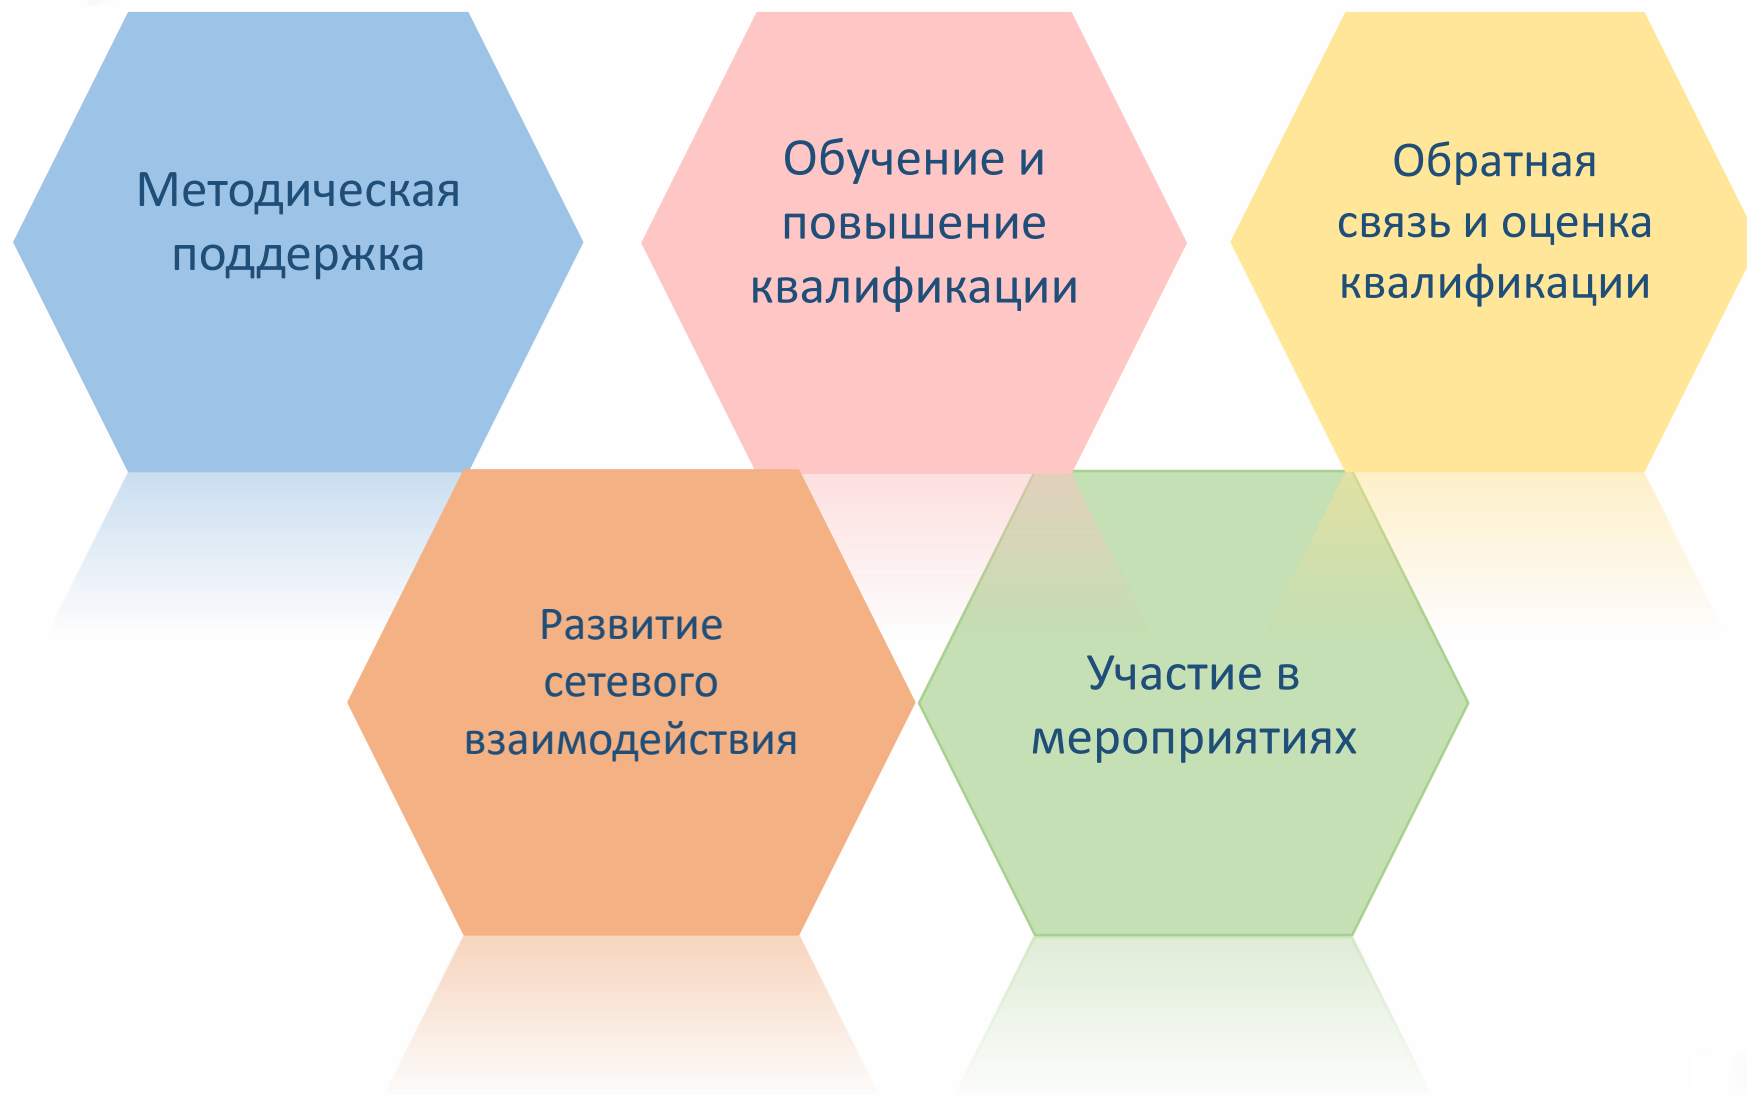 Методическая
поддержка
Обучение и
повышение
квалификации
Обратная
связь и оценка
квалификации
Развитие
сетевого
взаимодействия
Участие в
мероприятиях